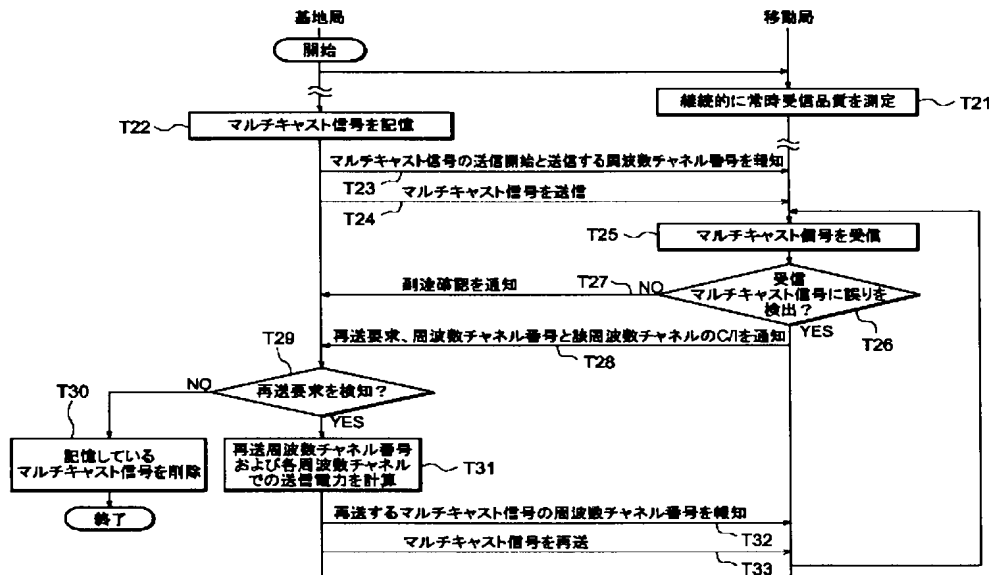 基地局
移動局
開始
継続的に常時受信品質を測定
T21
T22
マルチキャスト信号を記憶
マルチキャスト信号の送信開始と送信する周波数チャネル番号を報知
T23
マルチキャスト信号を送信
T24
T25
マルチキャスト信号を受信
到達確認を通知
T27
NO
受信
マルチキャスト信号に誤りを
検出?
YES
T26
再送要求、周波数チャネル番号と該周波数チャネルのC/Iを通知
T28
T29
再送要求を検知?
NO
YES
T30
記憶している
マルチキャスト信号を削除
再送周波数チャネル番号
および各周波数チャネル
での送信電力を計算
T31
終了
再送するマルチキャスト信号の周波数チャネル番号を報知
T32
マルチキャスト信号を再送
T33